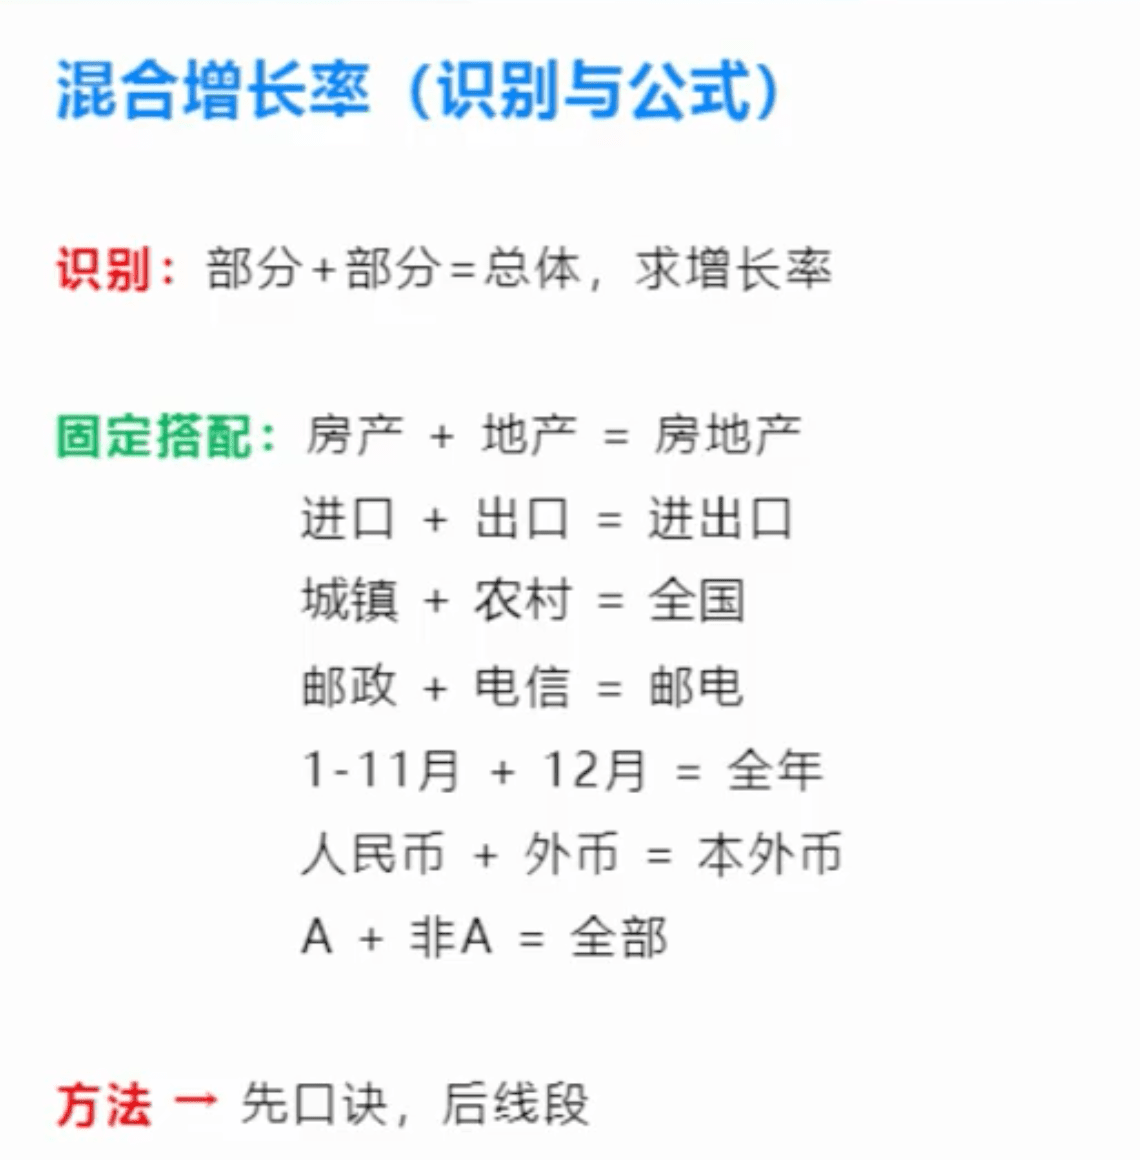 混合增长率（识别与公式）
识别：部分+部分=总体，求增长率
固定搭配：房产 + 地产 = 房地产
进口 + 出口 = 进出口
城镇 + 农村 = 全国
邮政 + 电信 = 邮电
1-11月 + 12月 = 全年
人民币 + 外币 = 本外币
A + 非A = 全部
方法 → 先口诀，后线段